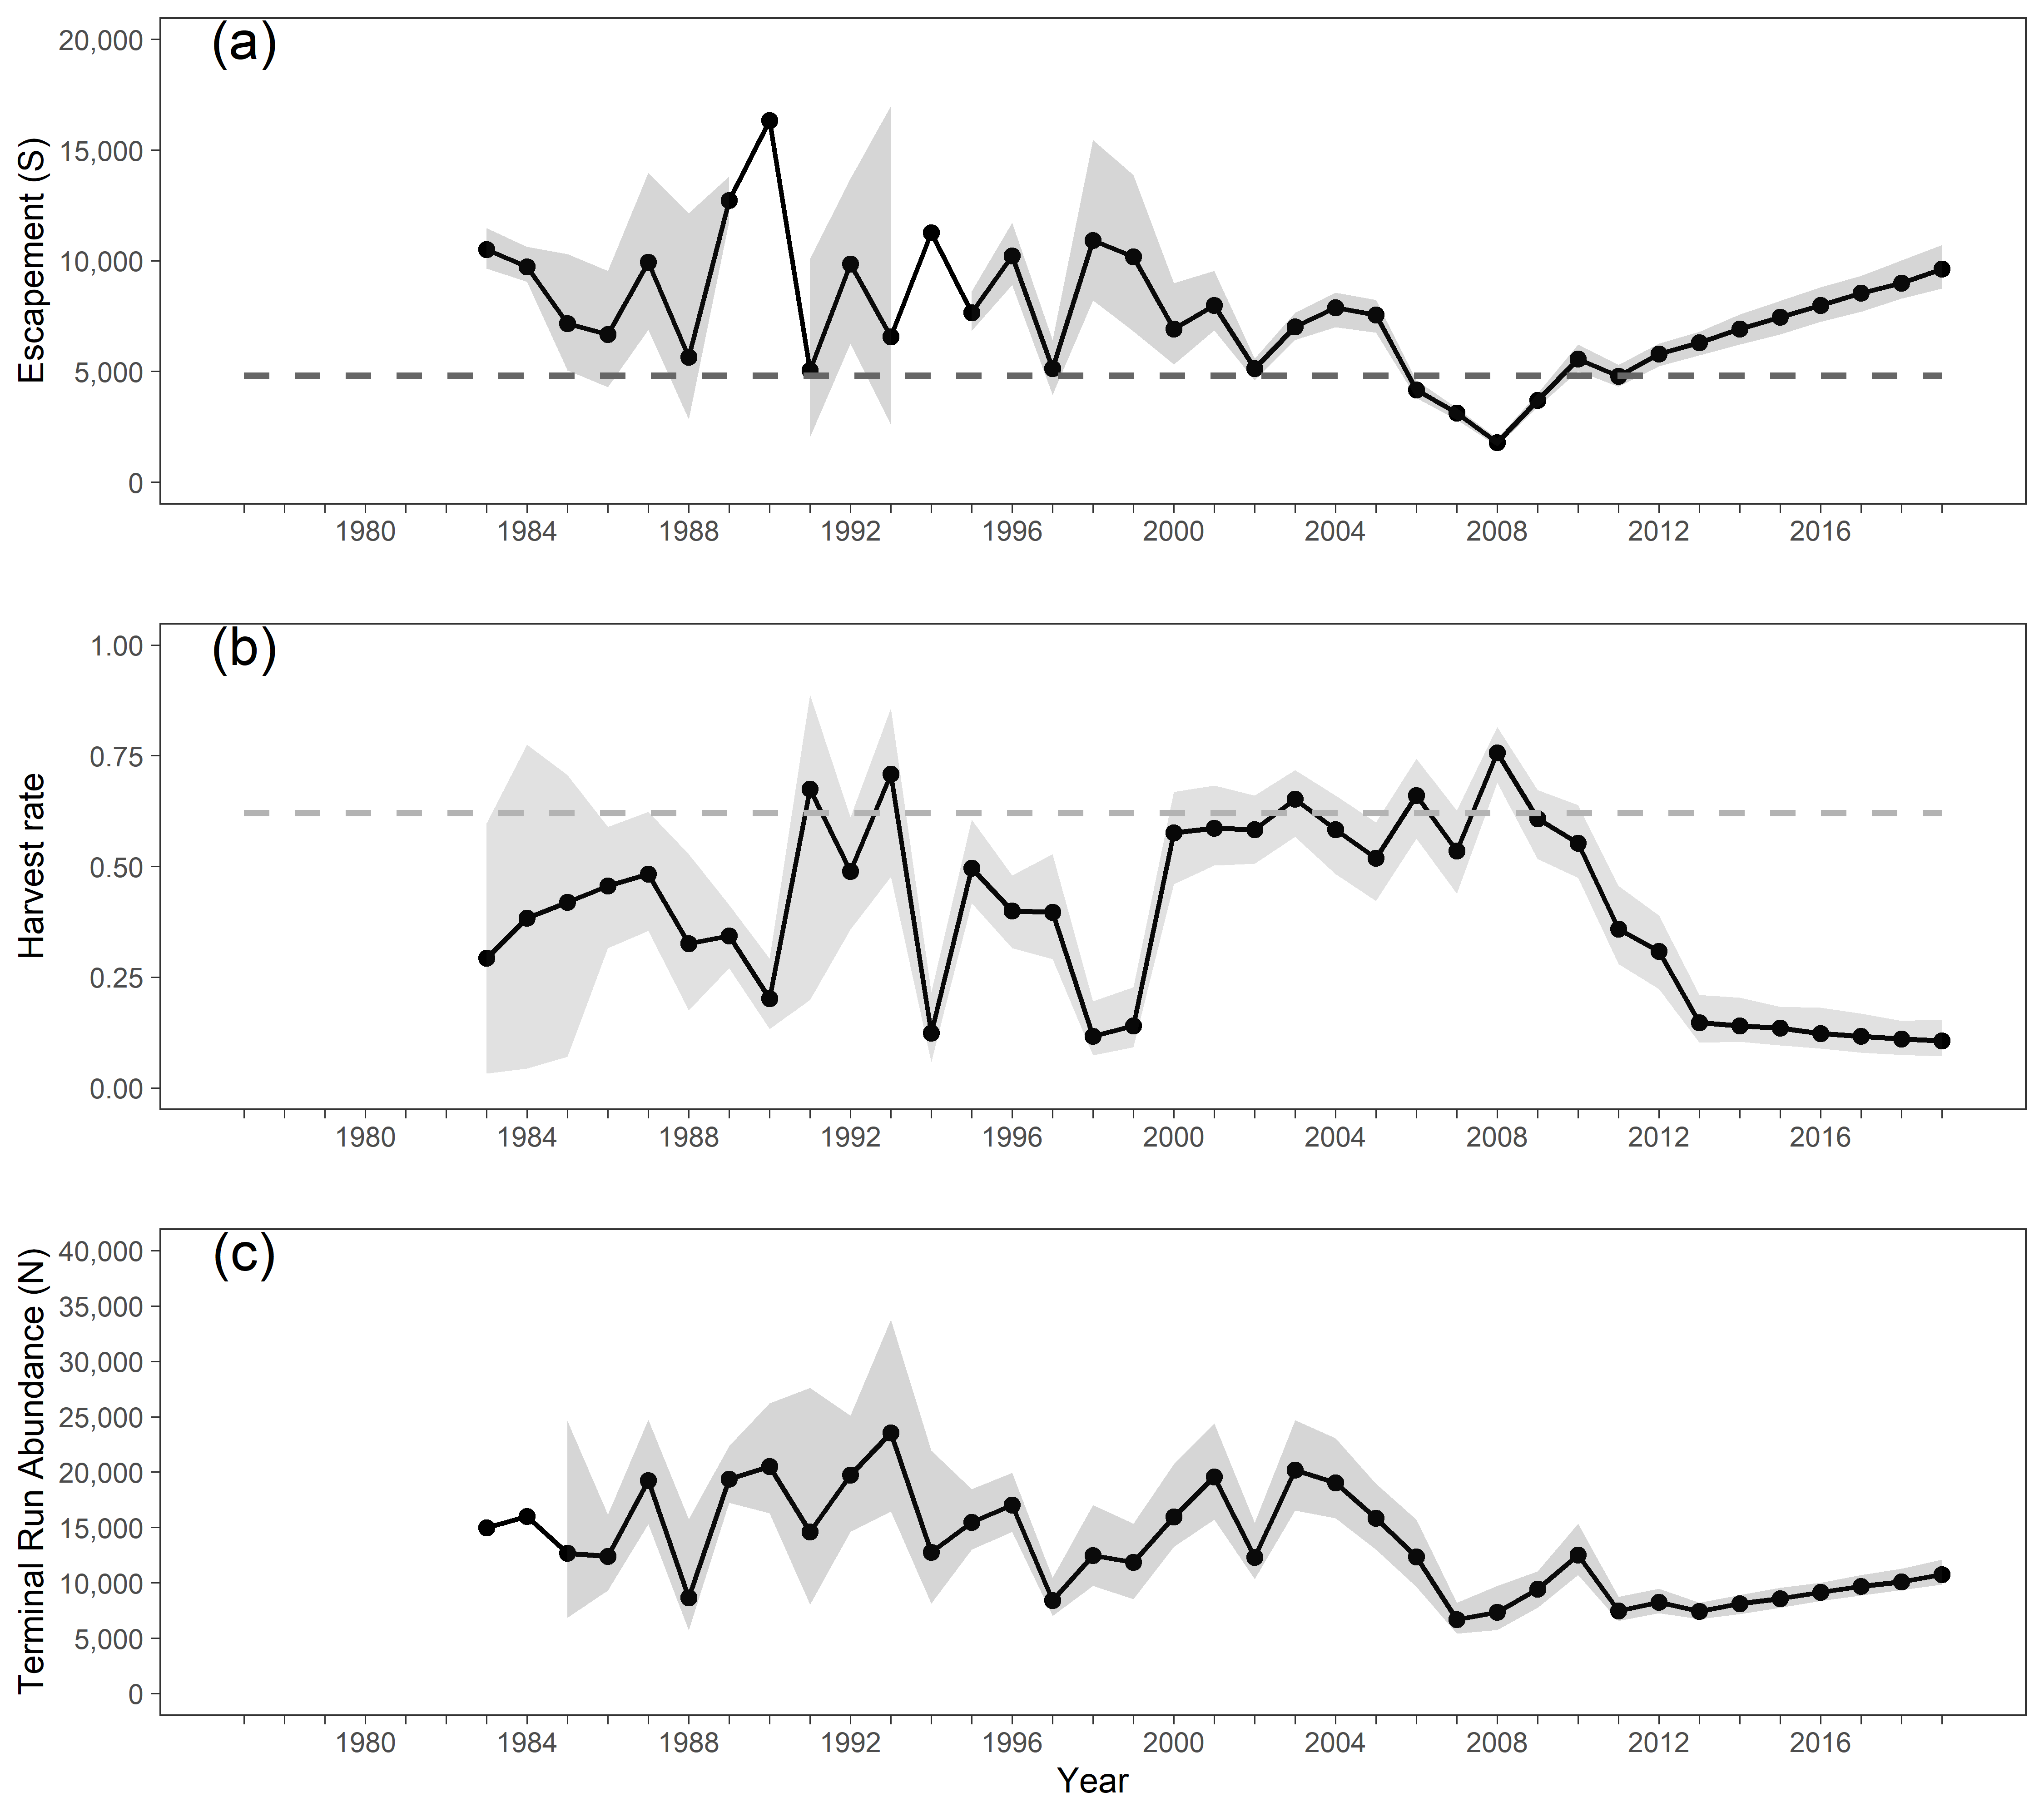 (a)
Escapement (S)
20,000
15,000
10,000
5,000
0
1980 1984 1988 1992 1996 2000 2004 2008 2012 2016
(b)
Harvest rate
1.00
0.75
0.50
0.25
0.00
1980 1984 1988 1992 1996 2000 2004 2008 2012 2016
(c)
Terminal Run Abundance (N)
40,000
35,000
30,000
25,000
20,000
15,000
10,000
5,000
0
1980 1984 1988 1992 1996 2000 2004 2008 2012 2016
Year